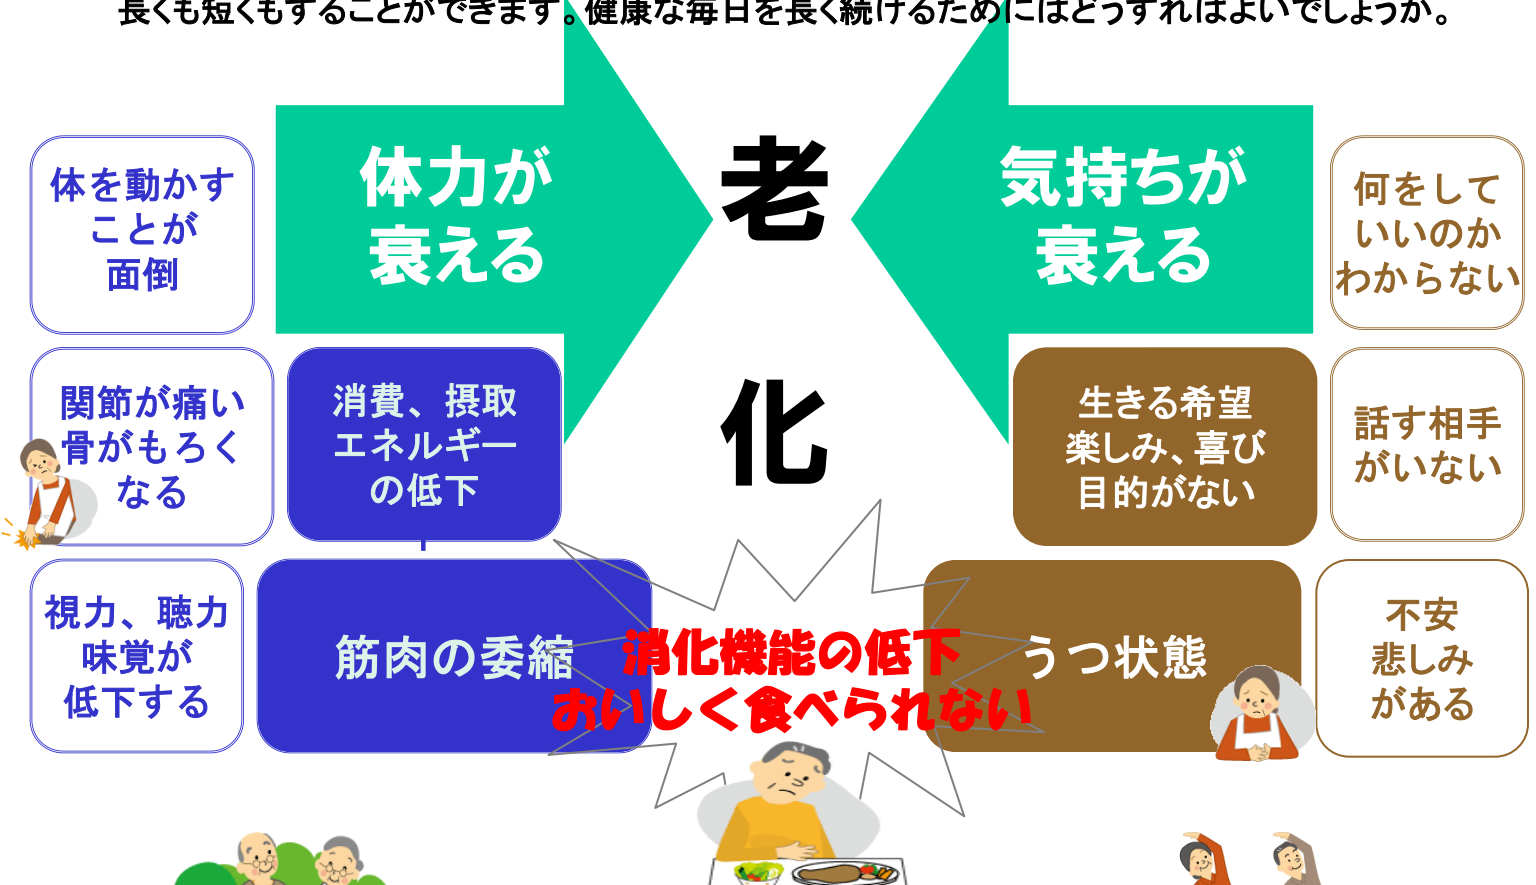 長くも短くもすることができます。健康な毎日を長く続けるためにはどうすればよいでしょうか。
体力が
衰える
老
化
気持ちが
衰える
体を動かす
ことが
面倒
何をして
いいのか
わからない
関節が痛い
骨がもろく
なる
消費、摂取
エネルギー
の低下
生きる希望
楽しみ、喜び
目的がない
話す相手
がいない
視力、聴力
味覚が
低下する
筋肉の委縮
消化機能の低下
おいしく食べられない
うつ状態
不安
悲しみ
がある